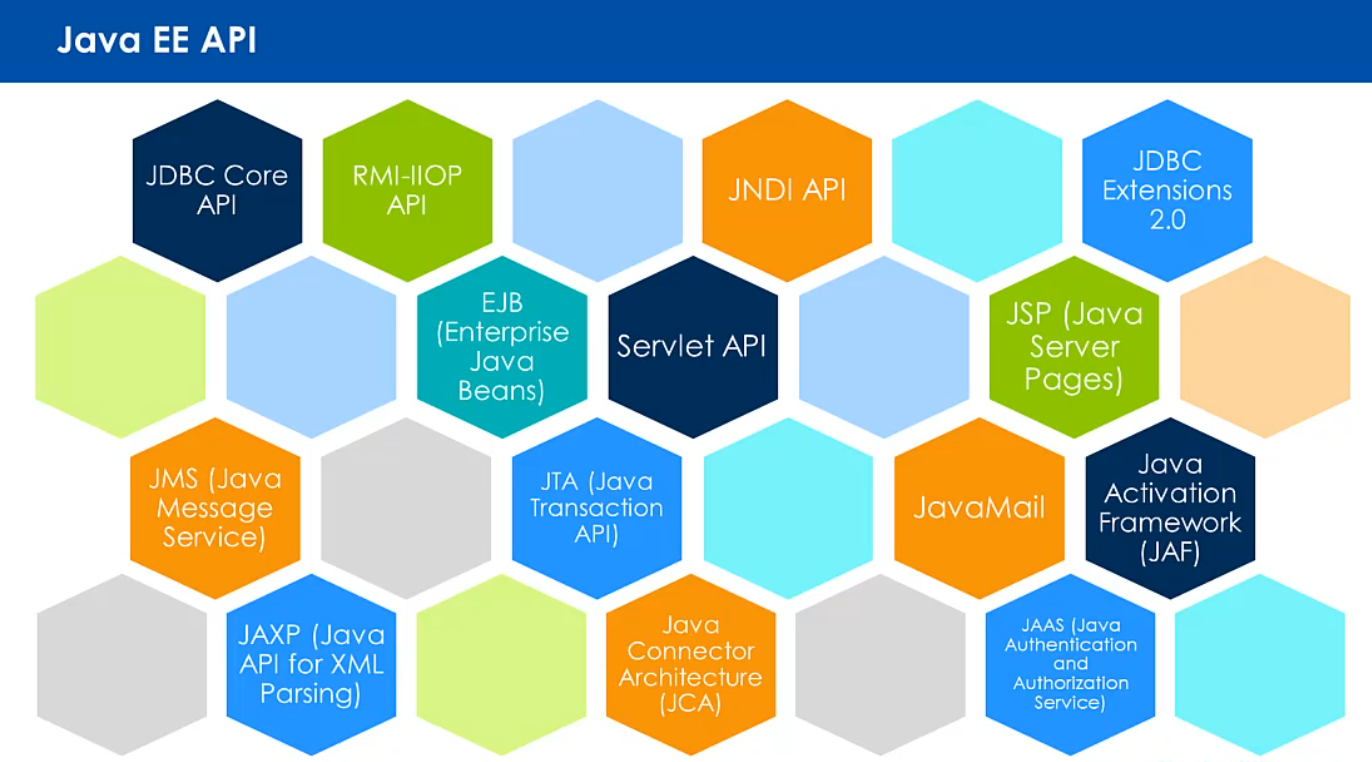 Java EE API
JDBC Core
API
RMI-IIOP
API
JNDI API
JDBC
Extensions
2.0
EJB
(Enterprise
Java
Beans)
Servlet API
JSP (Java
Server
Pages)
JMS (Java
Message
Service)
JTA (Java
Transaction
API)
JavaMail
Java
Activation
Framework
(JAF)
JAXP (Java
API for XML
Parsing)
Java
Connector
Architecture
(JCA)
JAAS (Java
Authentication
and
Authorization
Service)